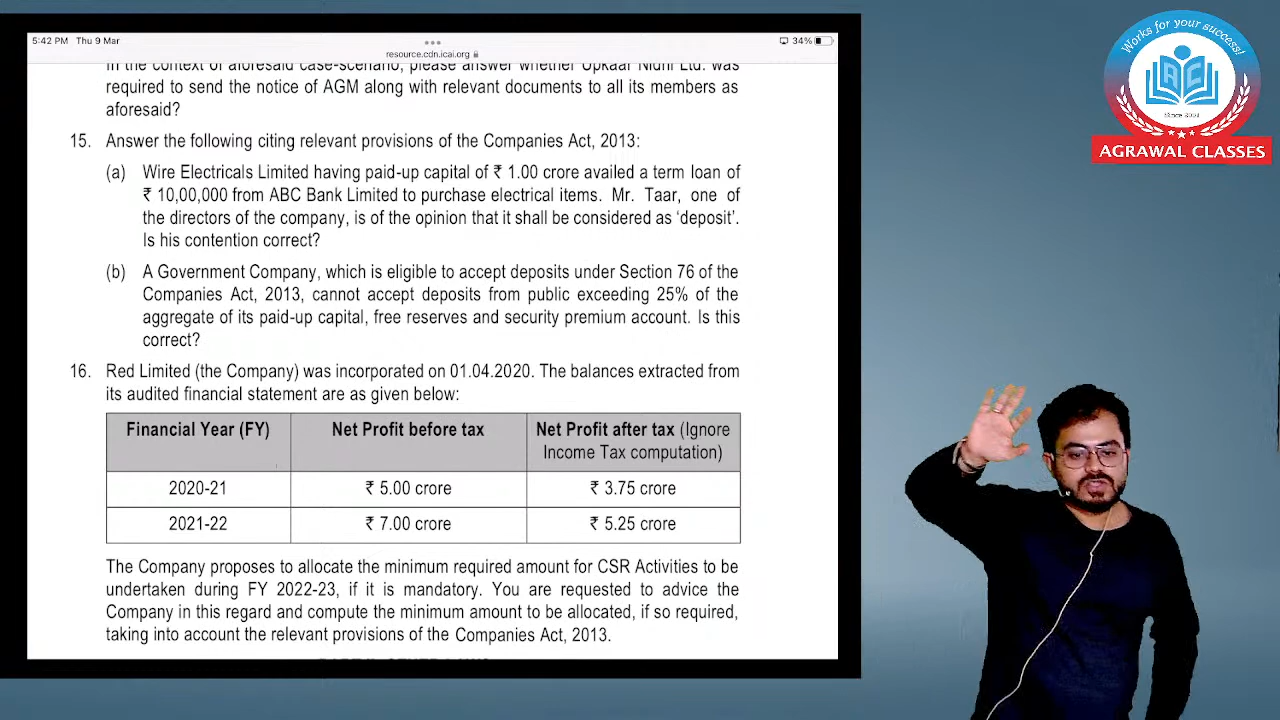 5:42 PM Thu 9 Mar
•••
34%
resource.cdn.icai.org
In the context of aforesaid case-scenario, please answer whether Upkaar Nidhi Ltd. was
required to send the notice of AGM along with relevant documents to all its members as
aforesaid?
15. Answer the following citing relevant provisions of the Companies Act, 2013:
(a) Wire Electricals Limited having paid-up capital of ₹ 1.00 crore availed a term loan of
₹ 10,00,000 from ABC Bank Limited to purchase electrical items. Mr. Taar, one of
the directors of the company, is of the opinion that it shall be considered as ‘deposit’.
Is his contention correct?
(b) A Government Company, which is eligible to accept deposits under Section 76 of the
Companies Act, 2013, cannot accept deposits from public exceeding 25% of the
aggregate of its paid-up capital, free reserves and security premium account. Is this
correct?
16. Red Limited (the Company) was incorporated on 01.04.2020. The balances extracted from
its audited financial statement are as given below:
Financial Year (FY) Net Profit before tax Net Profit after tax (Ignore
Income Tax computation)
2020-21 ₹ 5.00 crore ₹ 3.75 crore
2021-22 ₹ 7.00 crore ₹ 5.25 crore
The Company proposes to allocate the minimum required amount for CSR Activities to be
undertaken during FY 2022-23, if it is mandatory. You are requested to advice the
Company in this regard and compute the minimum amount to be allocated, if so required,
taking into account the relevant provisions of the Companies Act, 2013.
Works for your success!
AC
Since 2001
AGRAWAL CLASSES